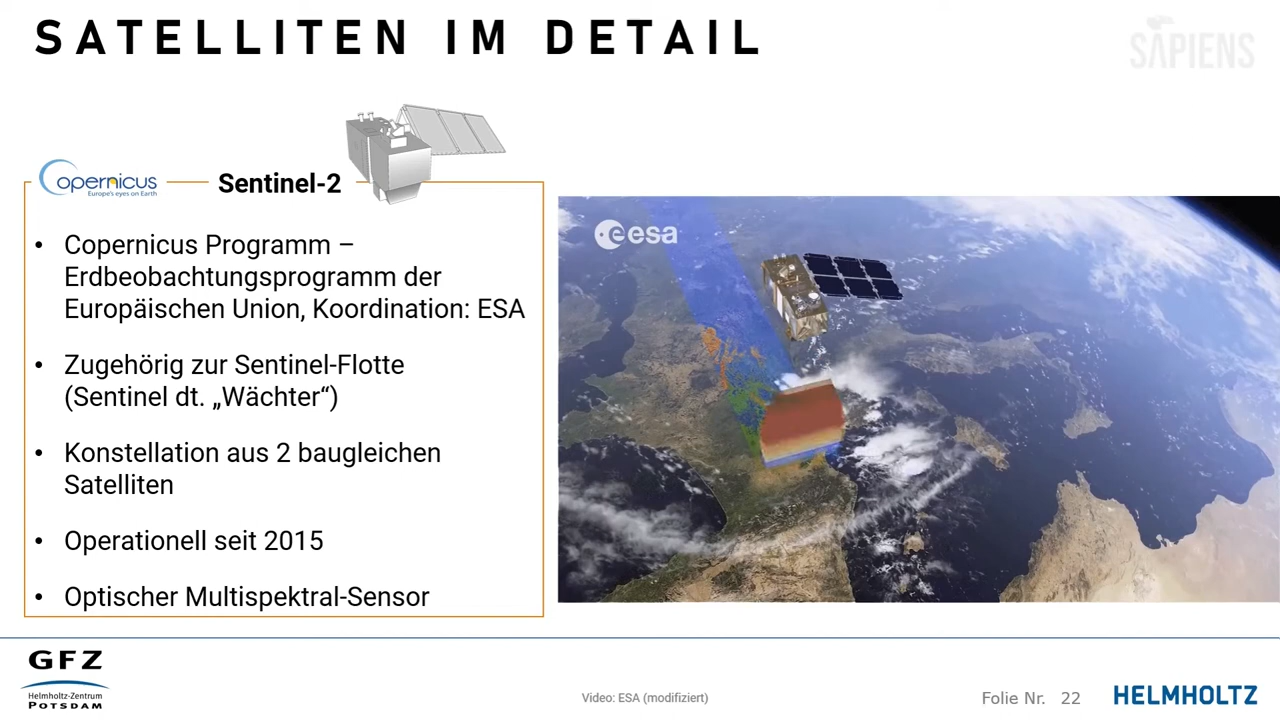 SATELLITEN IM DETAIL
SAPIENS
opernicus
Europe's eyes on Earth
Sentinel-2
• Copernicus Programm –
Erdbeobachtungsprogramm der
Europäischen Union, Koordination: ESA
• Zugehörig zur Sentinel-Flotte
(Sentinel dt. „Wächter“)
• Konstellation aus 2 baugleichen
Satelliten
• Operationell seit 2015
• Optischer Multispektral-Sensor
esa
GFZ
Helmholtz-Zentrum
POTSDAM
Video: ESA (modifiziert)
Folie Nr. 22
HELMHOLTZ